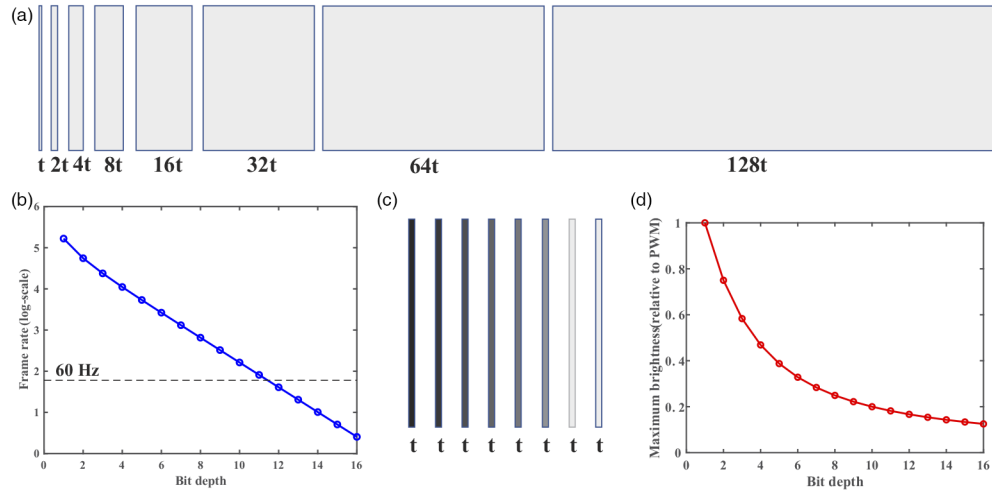 (a)
t 2t 4t 8t 16t 32t 64t 128t
(b)
6
5
4
3
2
1
0
0 2 4 6 8 10 12 14 16
Frame rate (log-scale)
60 Hz
Bit depth
(c)
t t t t t t t t
(d)
1
0.8
0.6
0.4
0.2
0
0 2 4 6 8 10 12 14 16
Maximum brightness(relative to PWM)
Bit depth